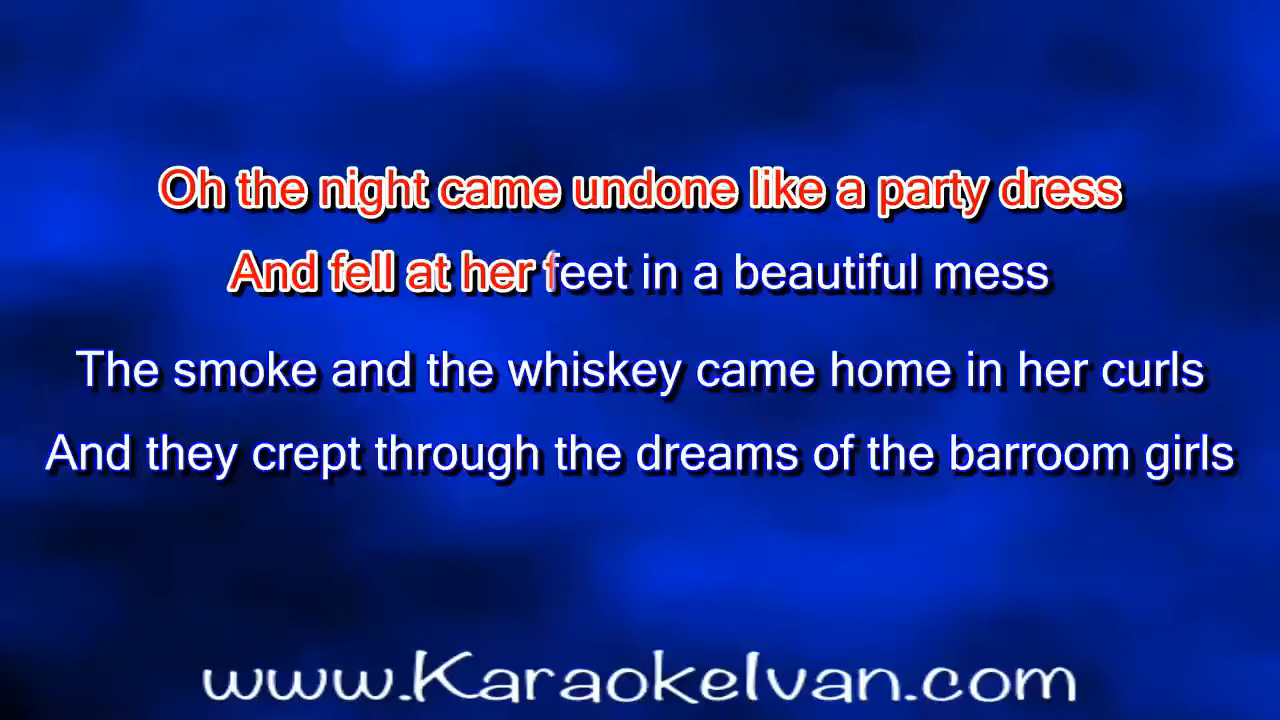 Oh the night came undone like a party dress
And fell at her feet in a beautiful mess
The smoke and the whiskey came home in her curls
And they crept through the dreams of the barroom girls
www.KaraokeIvan.com